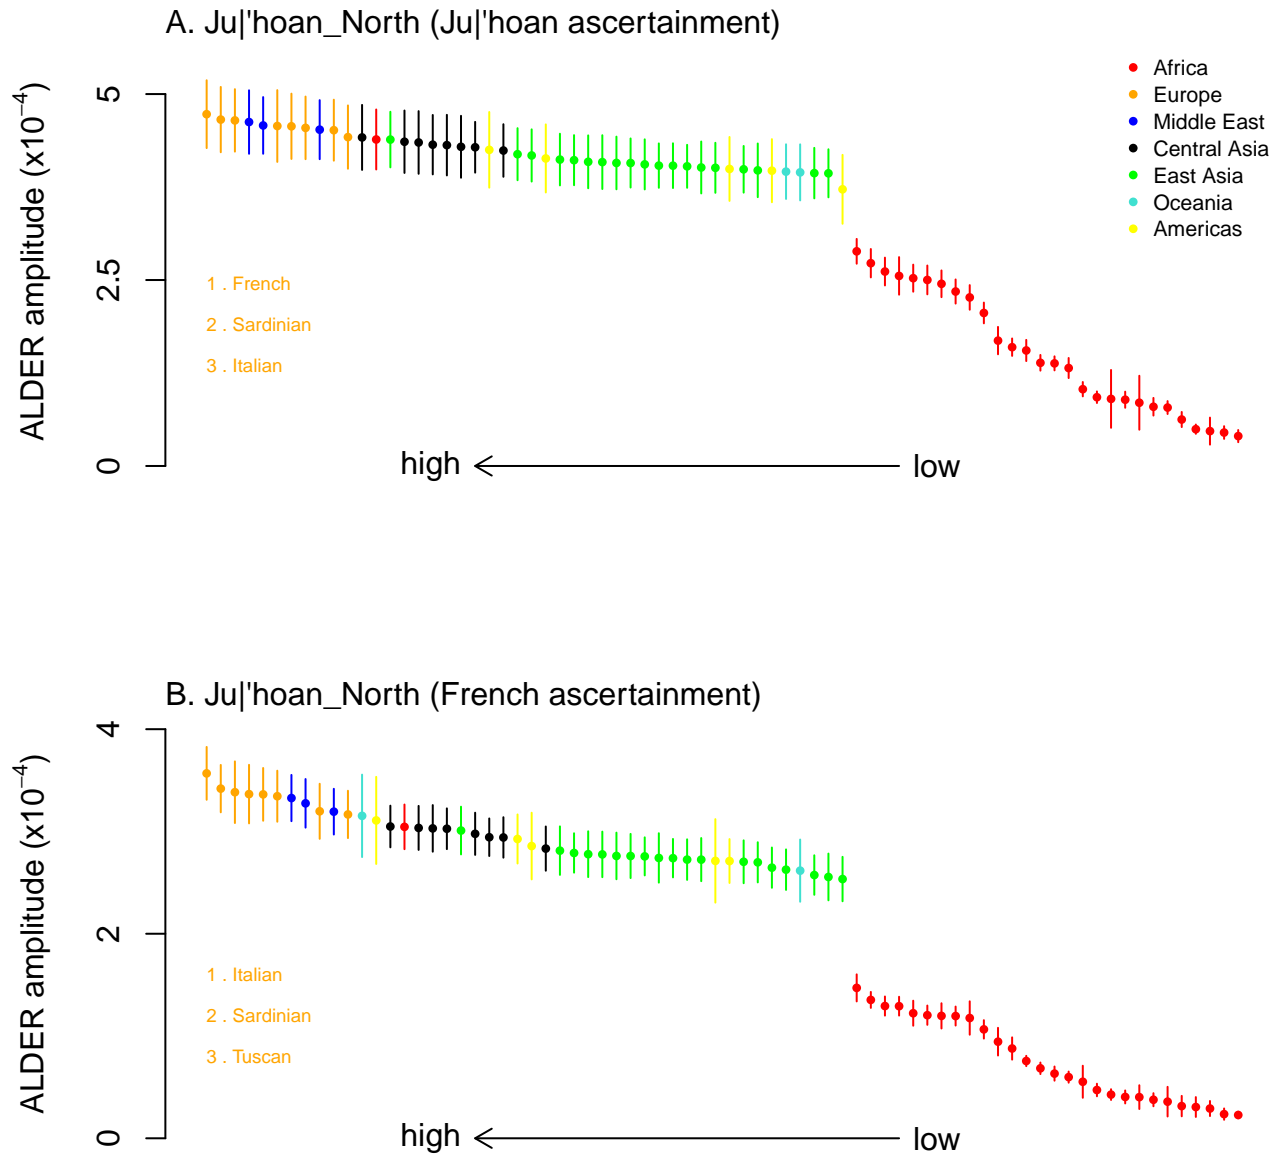 A. Ju|'hoan_North (Ju|'hoan ascertainment)
ALDER amplitude (x10⁻⁴)
5
2.5
0
Africa
Europe
Middle East
Central Asia
East Asia
Oceania
Americas
1 . French
2 . Sardinian
3 . Italian
high
low
B. Ju|'hoan_North (French ascertainment)
ALDER amplitude (x10⁻⁴)
4
2
0
1 . Italian
2 . Sardinian
3 . Tuscan
high
low